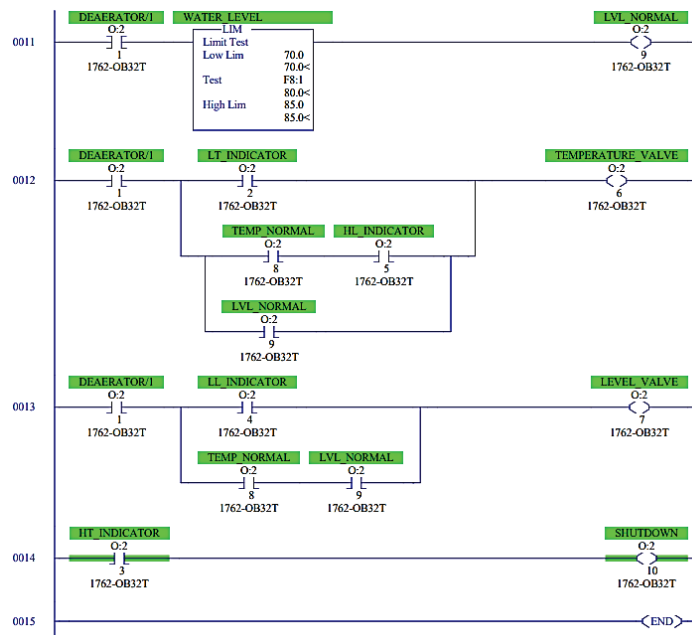 DEAERATOR/1 WATER_LEVEL LVL_NORMAL
O:2 LIM O:2
0011 Limit Test
1 Low Lim 70.0 9
1762-OB32T 70.0< 1762-OB32T
Test F8:1
80.0<
High Lim 85.0
85.0<
DEAERATOR/1 LT_INDICATOR TEMPERATURE_VALVE
O:2 O:2 O:2
0012
1 2 6
1762-OB32T 1762-OB32T 1762-OB32T
TEMP_NORMAL HL_INDICATOR
O:2 O:2
8 5
1762-OB32T 1762-OB32T
LVL_NORMAL
O:2
9
1762-OB32T
DEAERATOR/1 LL_INDICATOR LEVEL_VALVE
O:2 O:2 O:2
0013
1 4 7
1762-OB32T 1762-OB32T 1762-OB32T
TEMP_NORMAL LVL_NORMAL
O:2 O:2
8 9
1762-OB32T 1762-OB32T
HT_INDICATOR SHUTDOWN
O:2 O:2
0014
3 10
1762-OB32T 1762-OB32T
0015 END